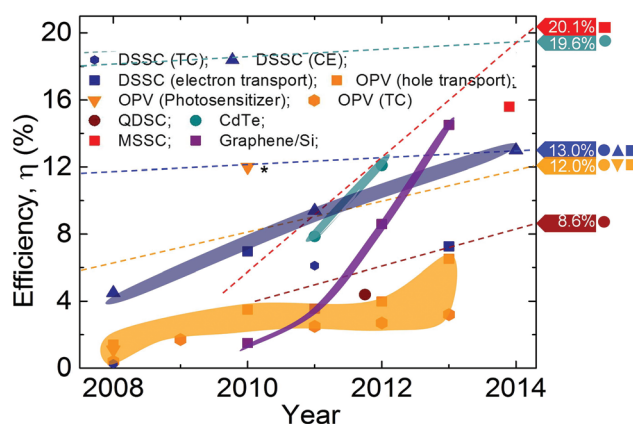 20
16
12
8
4
0
Efficiency, η (%)
DSSC (TC); DSSC (CE);
DSSC (electron transport); OPV (hole transport);
OPV (Photosensitizer); OPV (TC)
QDSC; CdTe;
MSSC; Graphene/Si;
*
20.1%
19.6%
13.0%
12.0%
8.6%
2008 2010 2012 2014
Year